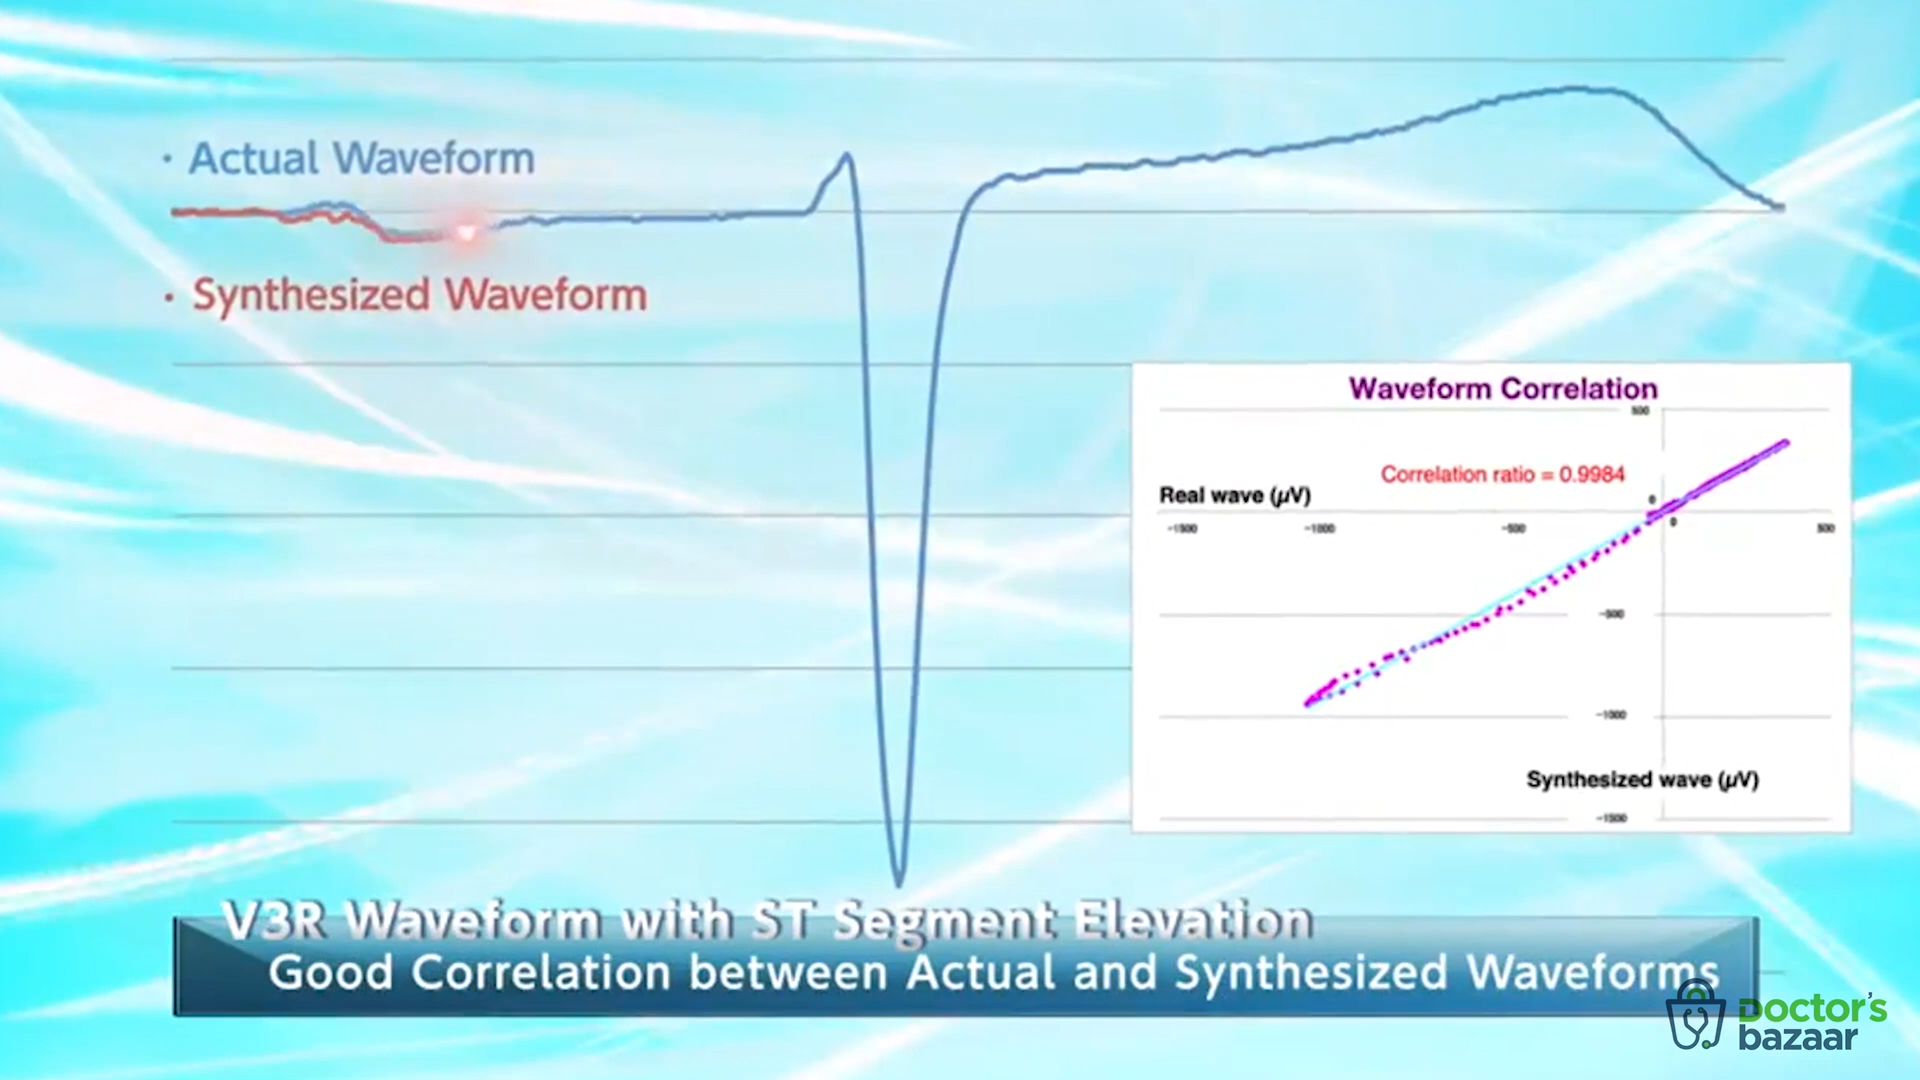 · Actual Waveform
· Synthesized Waveform
Waveform Correlation
500
Correlation ratio = 0.9984
Real wave (μV)
0
-1500
-1000
-500
0
500
-500
-1000
Synthesized wave (μV)
-1500
V3R Waveform with ST Segment Elevation
Good Correlation between Actual and Synthesized Waveforms
Doctor's
bazaar